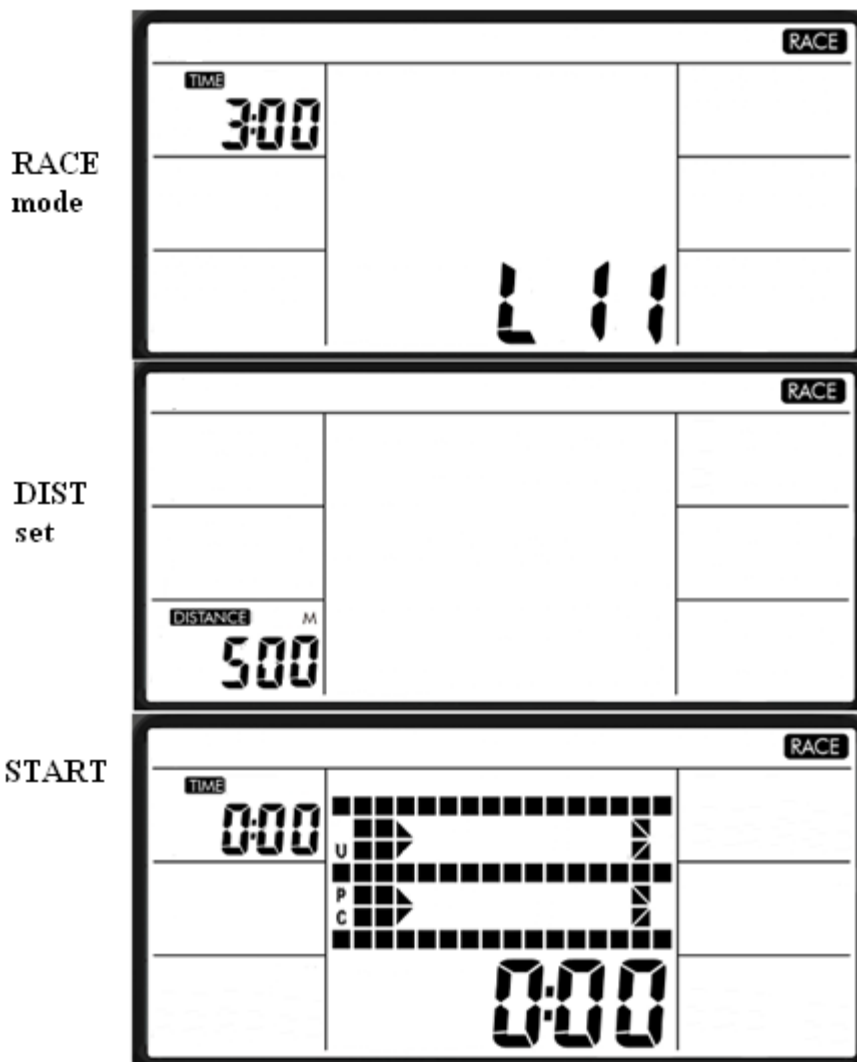 RACE
TIME
3:00
RACE
mode
L 11
RACE
DIST
set
DISTANCE M
500
START
RACE
TIME
0:00
U
P
C
0:00